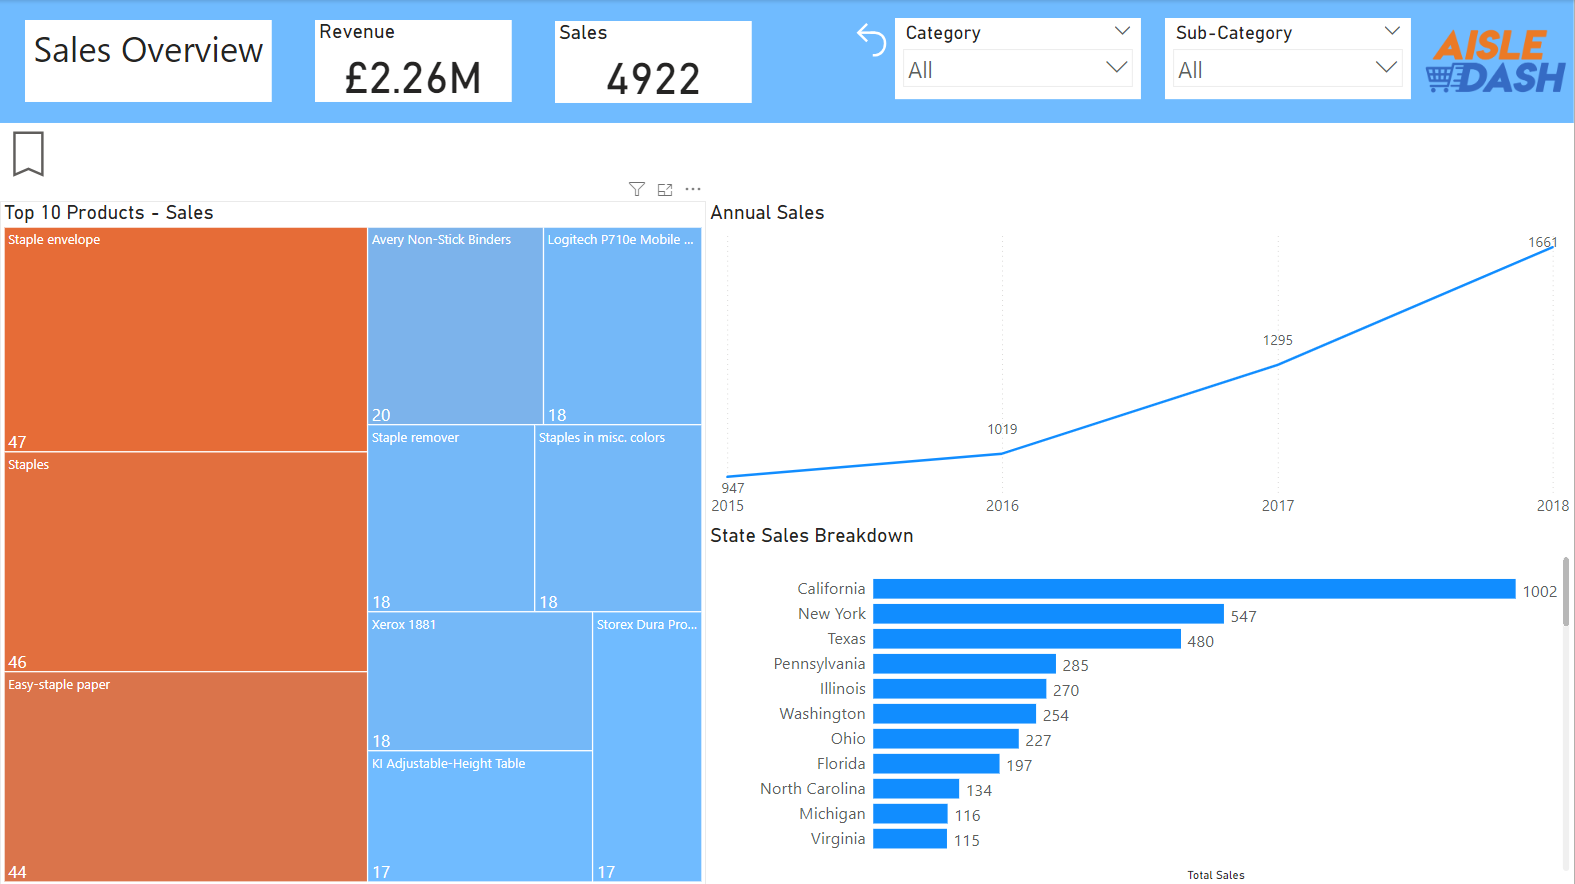 Sales Overview
Revenue
£2.26M
Sales
4922
Category
All
Sub-Category
All
AISLE
DASH
Top 10 Products - Sales
Staple envelope
47
Staples
46
Easy-staple paper
44
Avery Non-Stick Binders
20
Logitech P710e Mobile ...
18
Staple remover
18
Staples in misc. colors
18
Xerox 1881
18
Storex Dura Pro...
17
KI Adjustable-Height Table
17
Annual Sales
1661
1295
1019
947
2015
2016
2017
2018
State Sales Breakdown
California 1002
New York 547
Texas 480
Pennsylvania 285
Illinois 270
Washington 254
Ohio 227
Florida 197
North Carolina 134
Michigan 116
Virginia 115
Total Sales